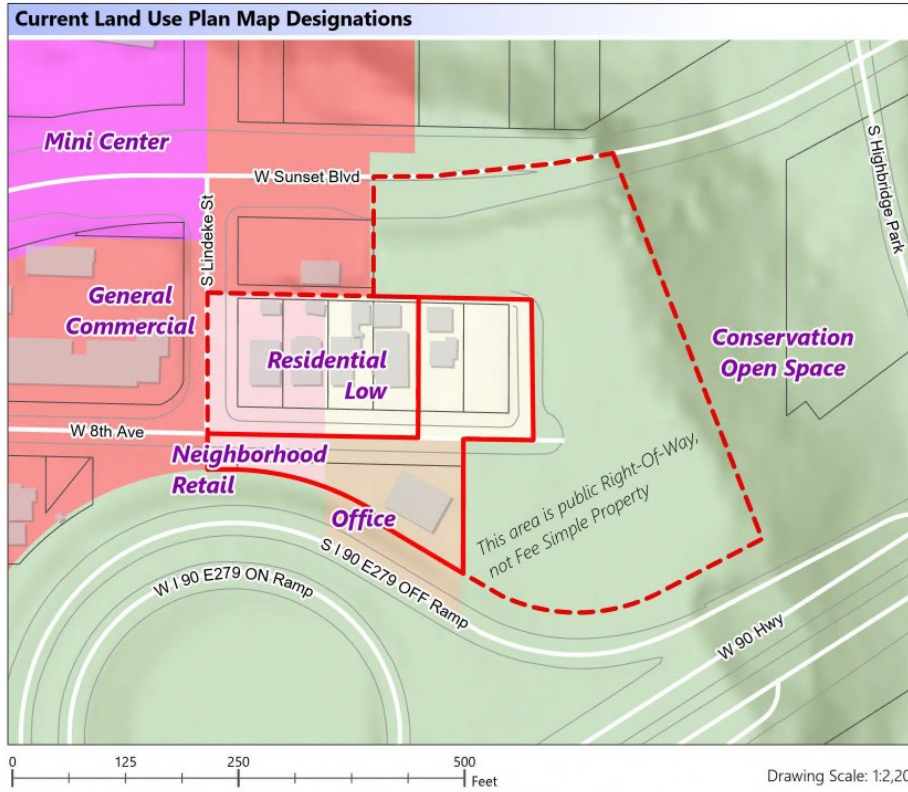 Current Land Use Plan Map Designations
Mini Center
W Sunset Blvd
S Highbridge Park
S Lindeke St
General
Commercial
Residential
Low
Conservation
Open Space
W 8th Ave
Neighborhood
Retail
Office
This area is public Right-Of-Way,
not Fee Simple Property
S I 90 E279 OFF Ramp
W I 90 E279 ON Ramp
W 90 Hwy
0 125 250 500
Feet
Drawing Scale: 1:2,20